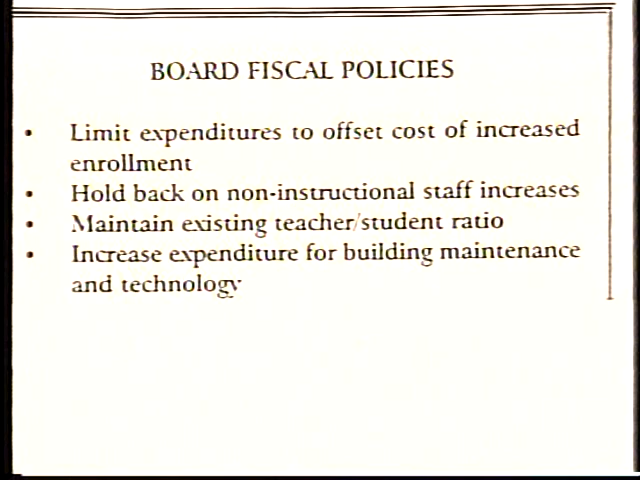 BOARD FISCAL POLICIES
• Limit expenditures to offset cost of increased
enrollment
• Hold back on non-instructional staff increases
• Maintain existing teacher/student ratio
• Increase expenditure for building maintenance
and technology